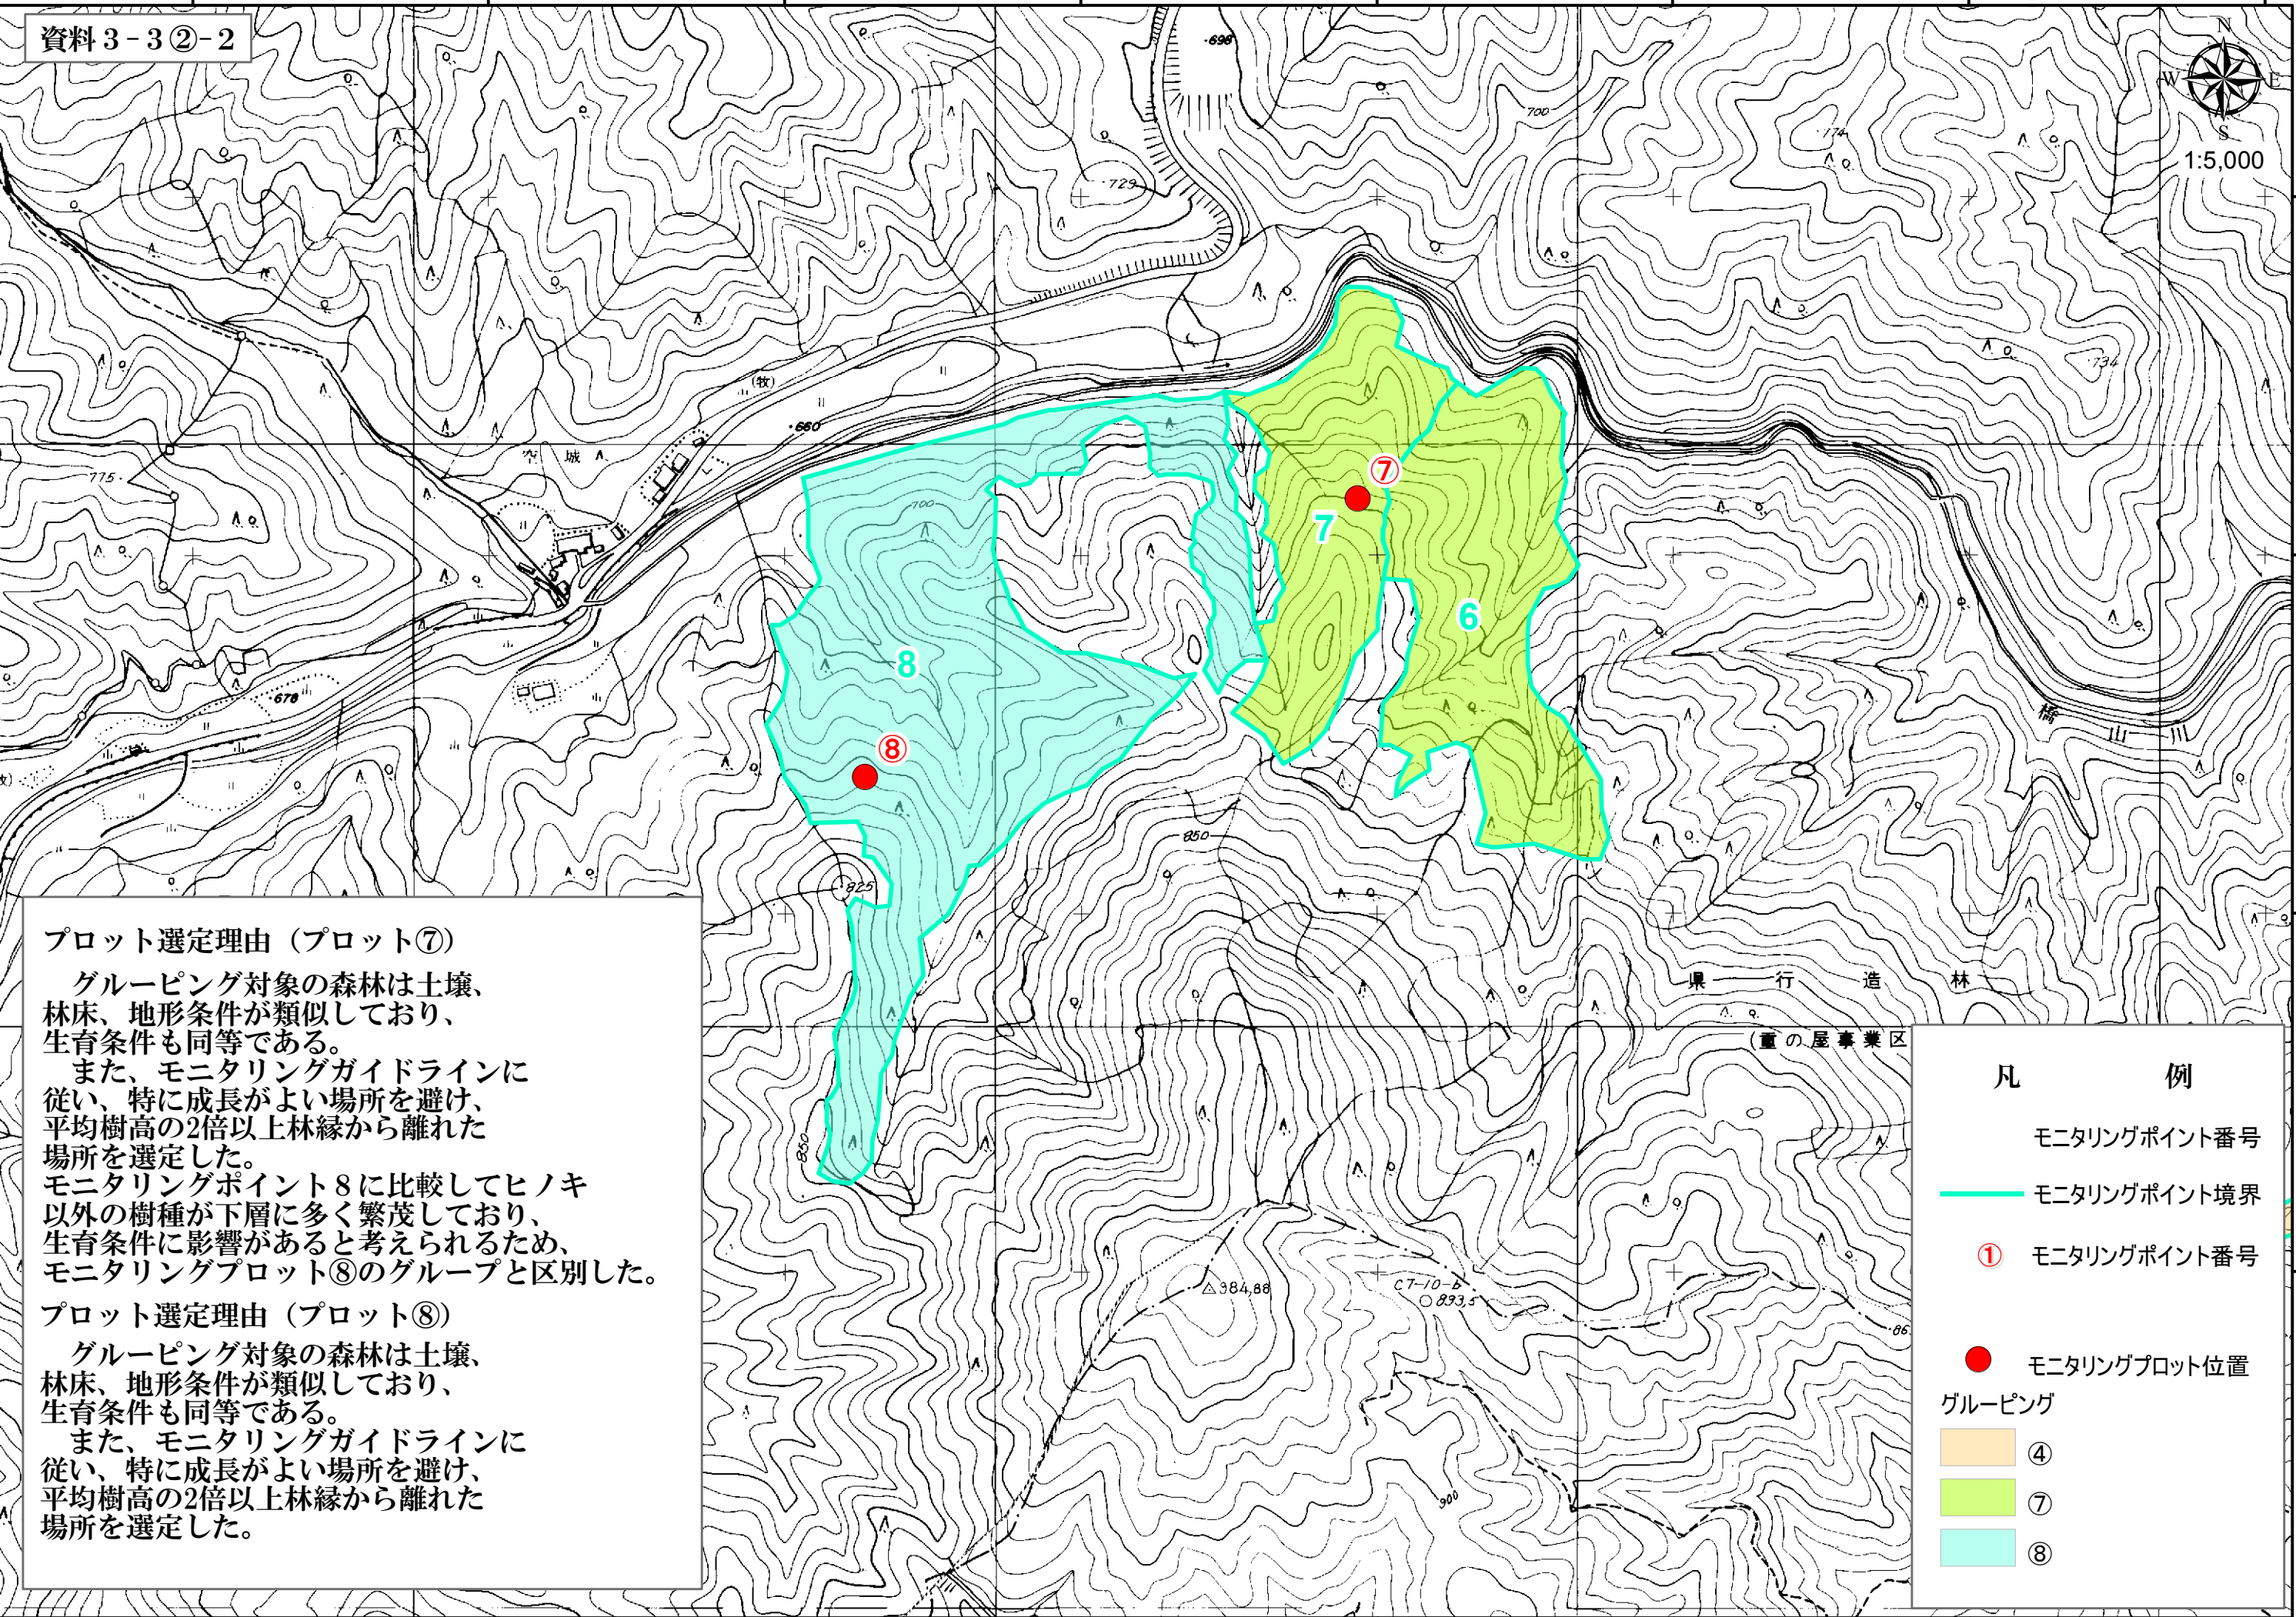 資料３-３②-２
N
W
E
S
1:5,000
698
700
774
729
734
(牧)
660
空城
775
700
⑦
7
6
8
⑧
678
橋山川
850
825
県行造林
(重の屋事業区
850
△984,88
C7-10-6
893,5
900
プロット選定理由（プロット⑦）
グルーピング対象の森林は土壌、
林床、地形条件が類似しており、
生育条件も同等である。
また、モニタリングガイドラインに
従い、特に成長がよい場所を避け、
平均樹高の2倍以上林縁から離れた
場所を選定した。
モニタリングポイント８に比較してヒノキ
以外の樹種が下層に多く繁茂しており、
生育条件に影響があると考えられるため、
モニタリングプロット⑧のグループと区別した。
プロット選定理由（プロット⑧）
グルーピング対象の森林は土壌、
林床、地形条件が類似しており、
生育条件も同等である。
また、モニタリングガイドラインに
従い、特に成長がよい場所を避け、
平均樹高の2倍以上林縁から離れた
場所を選定した。
凡　例
モニタリングポイント番号
モニタリングポイント境界
① モニタリングポイント番号
モニタリングプロット位置
グルーピング
④
⑦
⑧